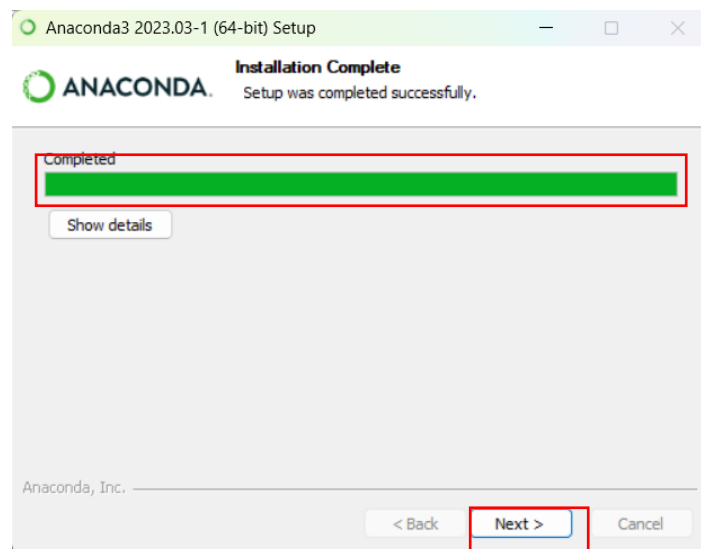 Anaconda3 2023.03-1 (64-bit) Setup
ANACONDA.
Installation Complete
Setup was completed successfully.
Completed
Show details
Anaconda, Inc.
< Back
Next >
Cancel